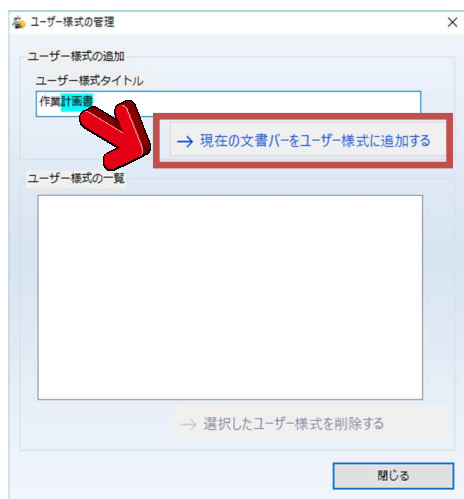 ユーザー様式の管理
ユーザー様式の追加
ユーザー様式タイトル
作業計画書
→ 現在の文書バーをユーザー様式に追加する
ユーザー様式の一覧
→ 選択したユーザー様式を削除する
閉じる